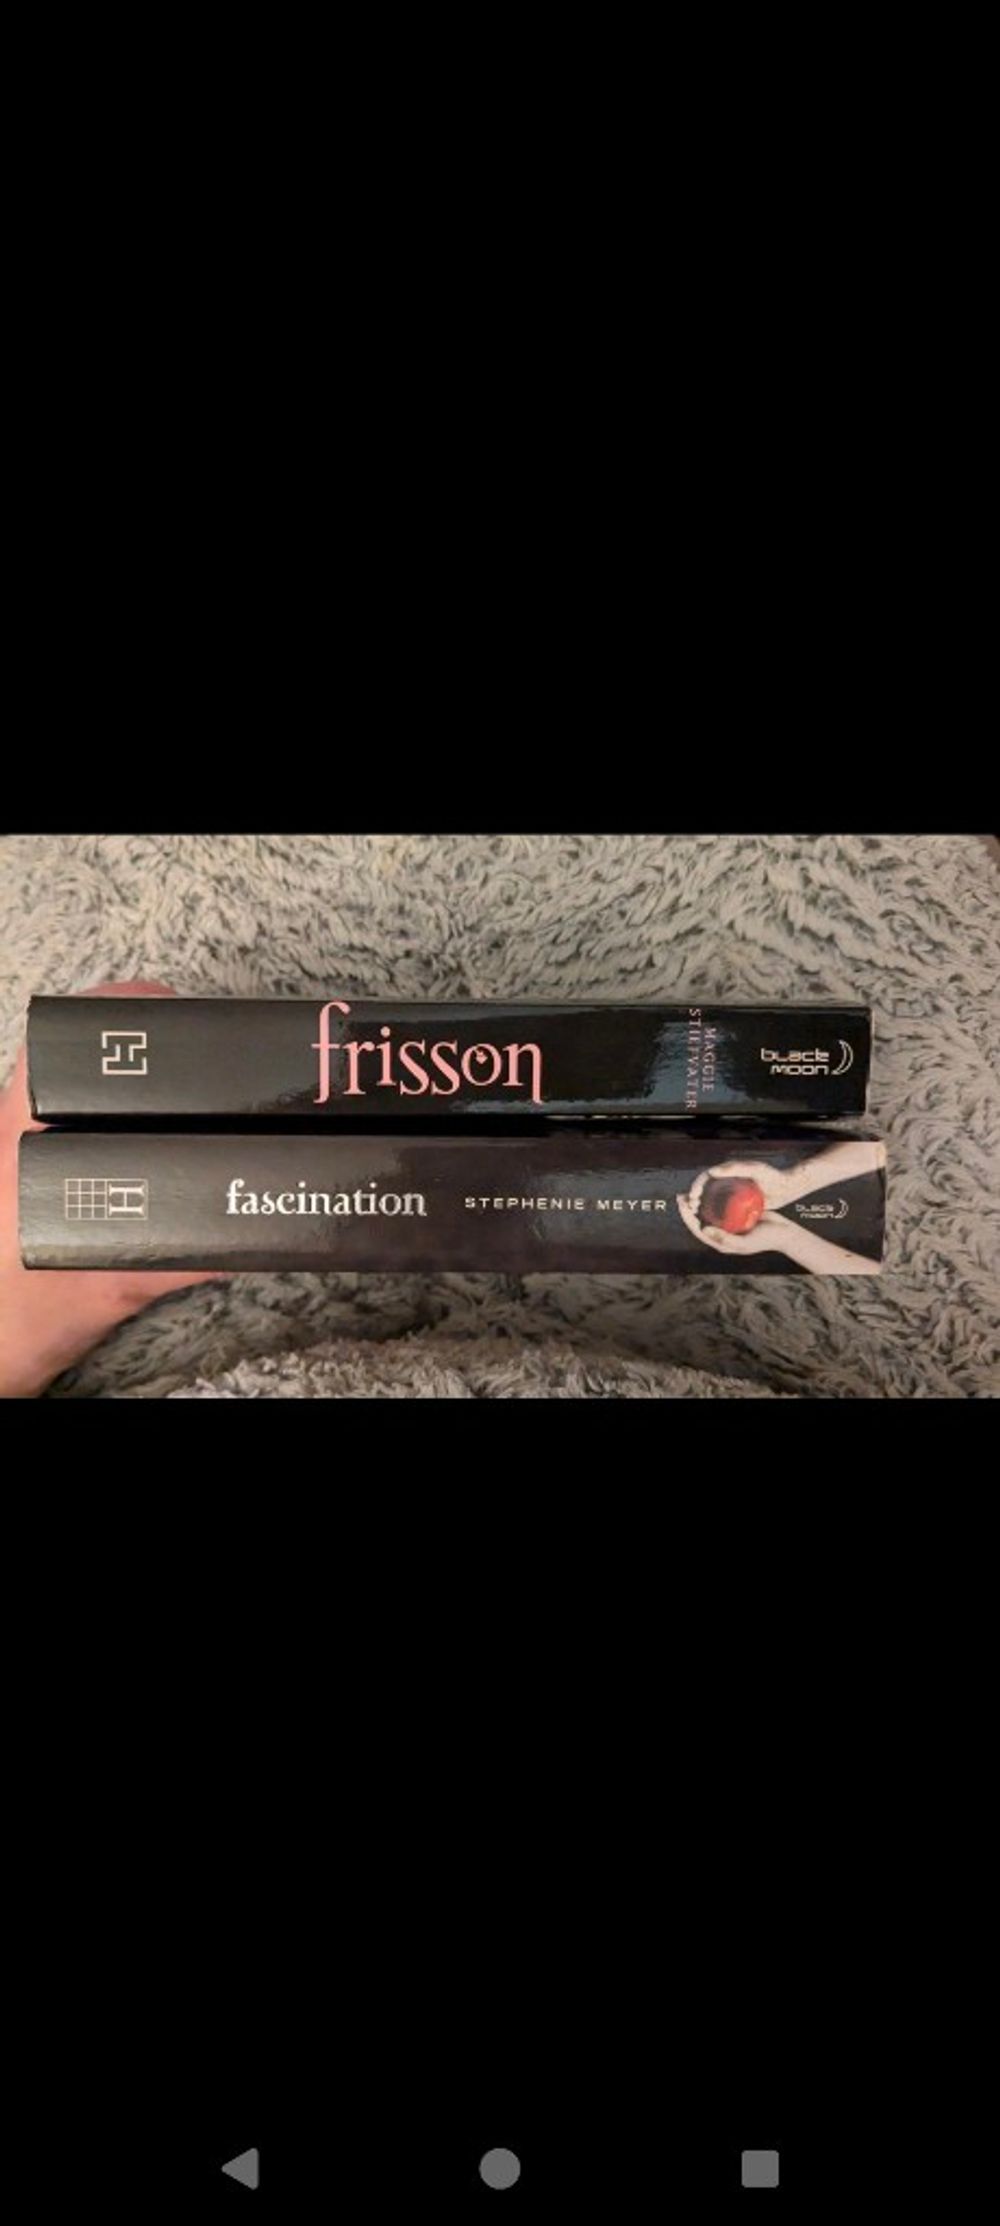 frisson
MAGGIE
STIEFVATER
black
moon
H
fascination
STEPHENIE MEYER
black
moon